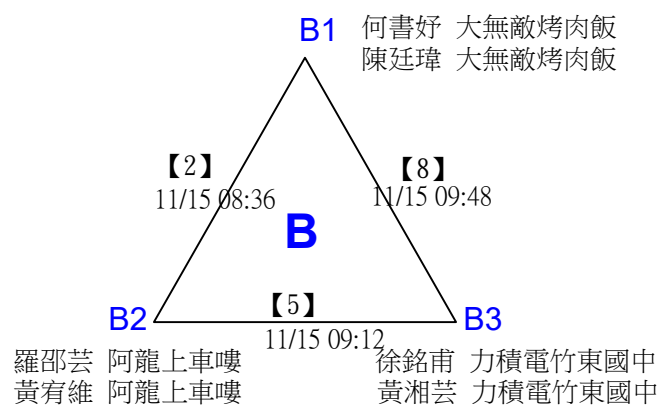 B1
何書妤 大無敵烤肉飯
陳廷瑋 大無敵烤肉飯
【2】
11/15 08:36
【8】
11/15 09:48
B
【5】
11/15 09:12
B2
B3
羅邵芸 阿龍上車嘍
黃宥維 阿龍上車嘍
徐銘甫 力積電竹東國中
黃湘芸 力積電竹東國中